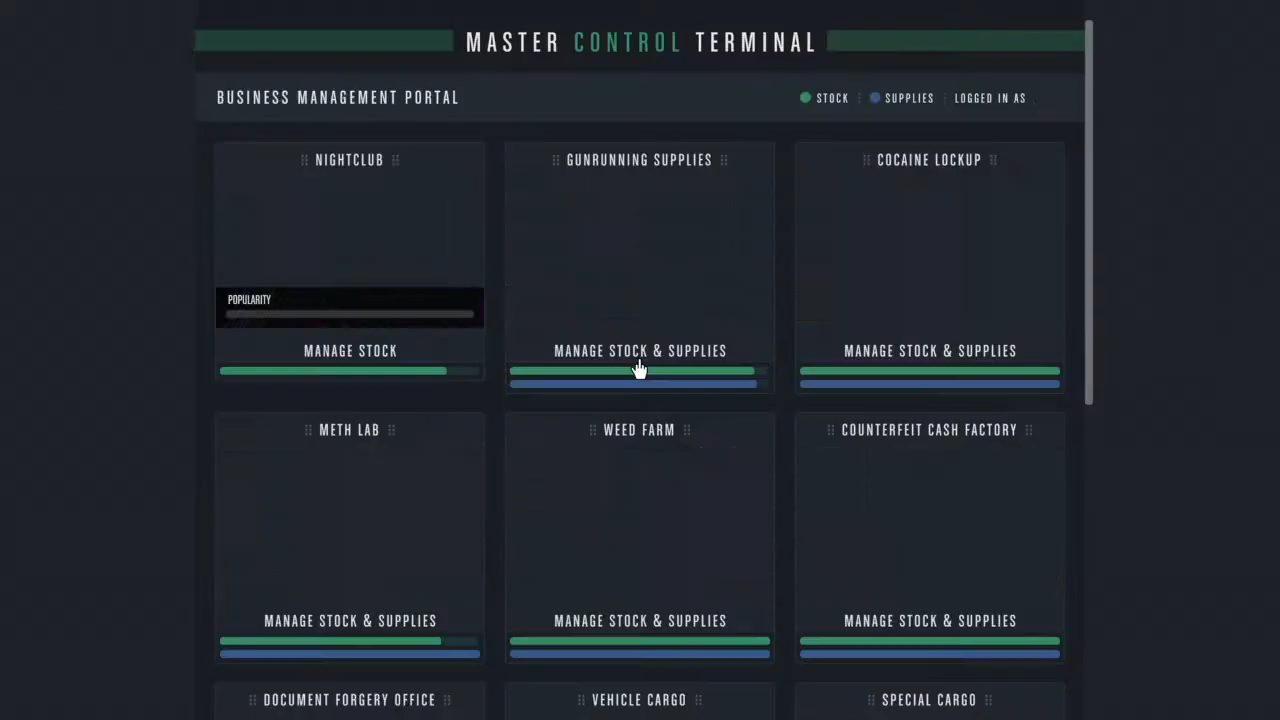 MASTER CONTROL TERMINAL
BUSINESS MANAGEMENT PORTAL
STOCK
SUPPLIES
LOGGED IN AS
NIGHTCLUB
GUNRUNNING SUPPLIES
COCAINE LOCKUP
POPULARITY
MANAGE STOCK
MANAGE STOCK & SUPPLIES
MANAGE STOCK & SUPPLIES
METH LAB
WEED FARM
COUNTERFEIT CASH FACTORY
MANAGE STOCK & SUPPLIES
MANAGE STOCK & SUPPLIES
MANAGE STOCK & SUPPLIES
DOCUMENT FORGERY OFFICE
VEHICLE CARGO
SPECIAL CARGO